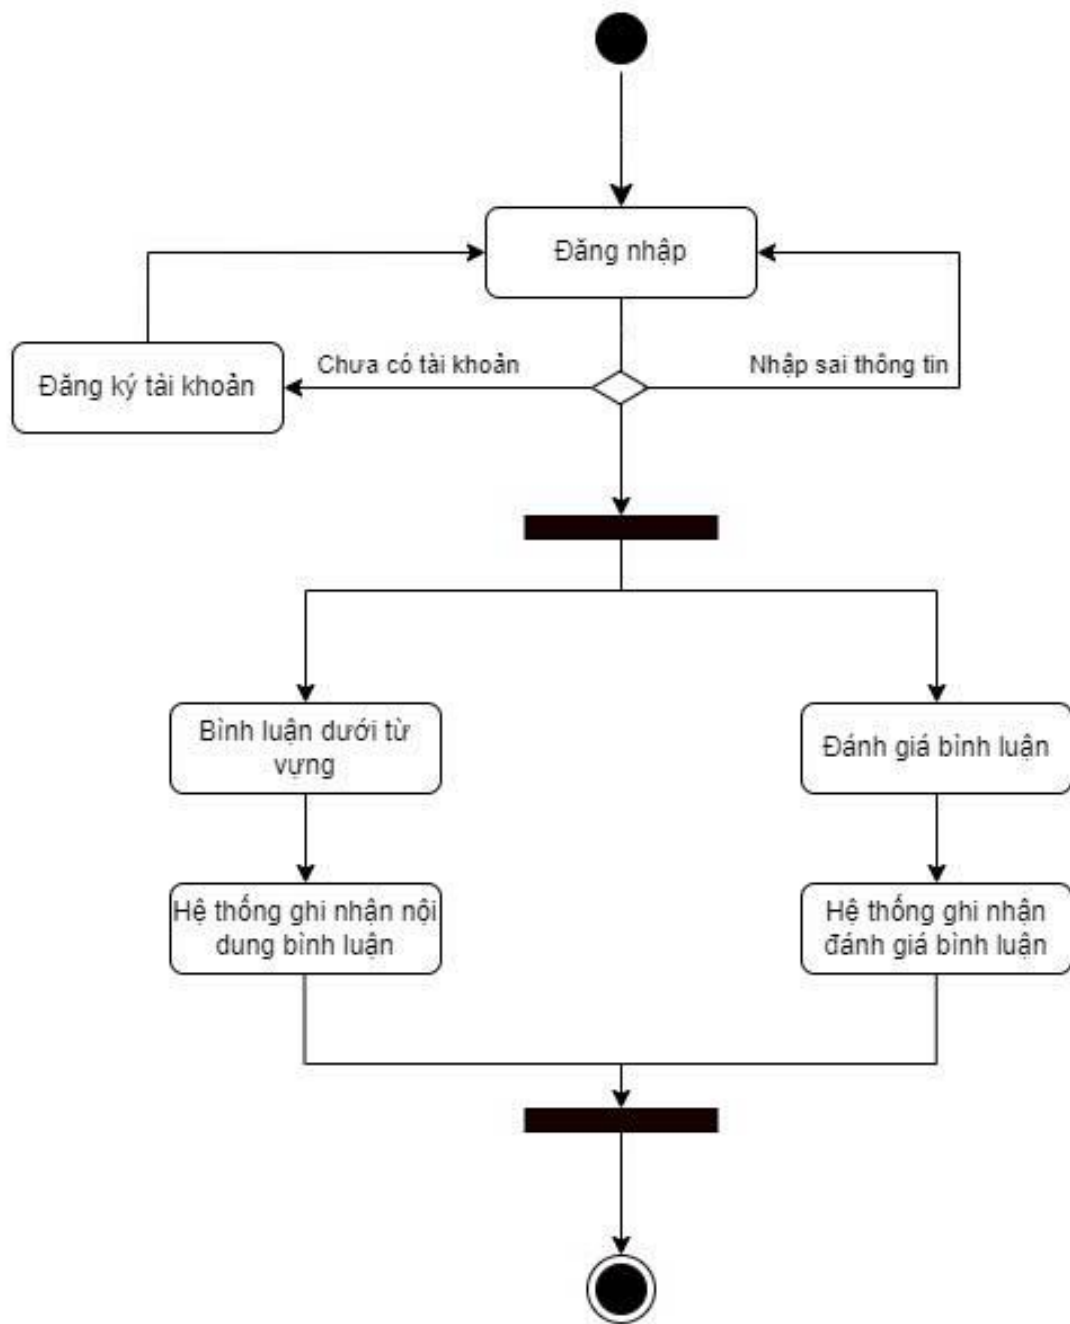 Đăng nhập
Chưa có tài khoản
Nhập sai thông tin
Đăng ký tài khoản
Bình luận dưới từ
vựng
Đánh giá bình luận
Hệ thống ghi nhận nội
dung bình luận
Hệ thống ghi nhận
đánh giá bình luận